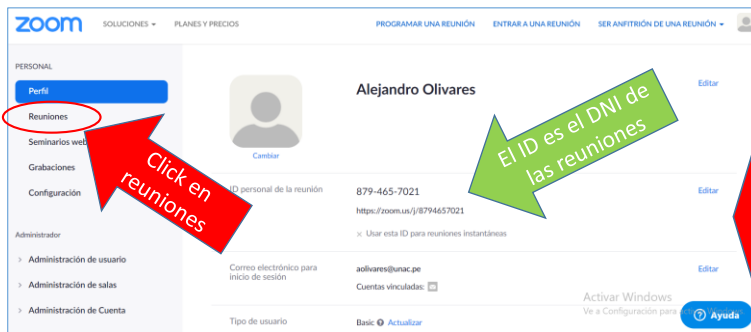 zoom
SOLUCIONES
PLANES Y PRECIOS
PROGRAMAR UNA REUNIÓN
ENTRAR A UNA REUNIÓN
SER ANFITRIÓN DE UNA REUNIÓN
PERSONAL
Perfil
Reuniones
Seminarios web
Grabaciones
Configuración
Administrador
> Administración de usuario
> Administración de salas
> Administración de Cuenta
Click en
reuniones
Cambiar
Alejandro Olivares
Editar
El ID es el DNI de
las reuniones
ID personal de la reunión
879-465-7021
Editar
https://zoom.us/j/8794657021
× Usar esta ID para reuniones instantáneas
Correo electrónico para
inicio de sesión
aolivares@unac.pe
Editar
Cuentas vinculadas:
Tipo de usuario
Basic Actualizar
Activar Windows
Ve a Configuración para
Ayuda